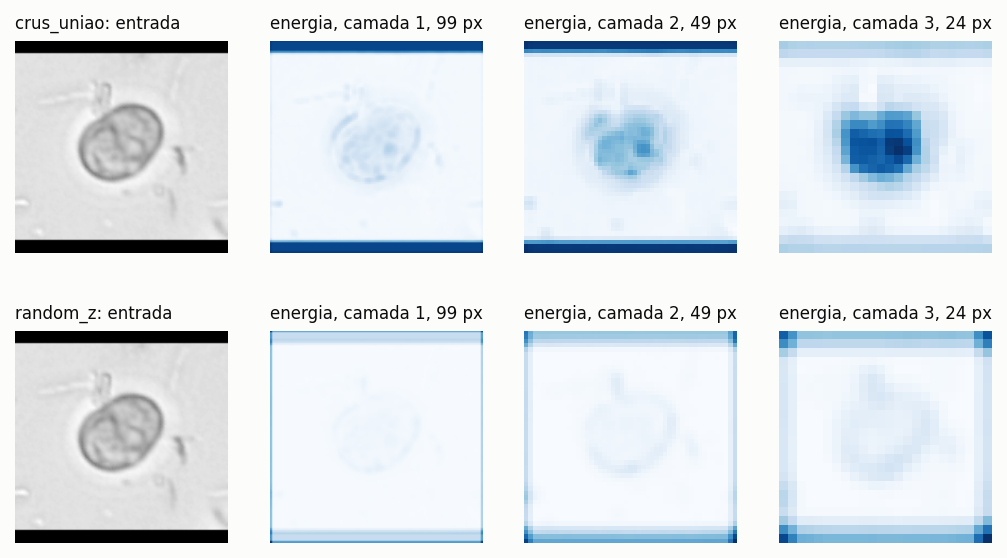 crus_uniao: entrada
energia, camada 1, 99 px
energia, camada 2, 49 px
energia, camada 3, 24 px
random_z: entrada
energia, camada 1, 99 px
energia, camada 2, 49 px
energia, camada 3, 24 px